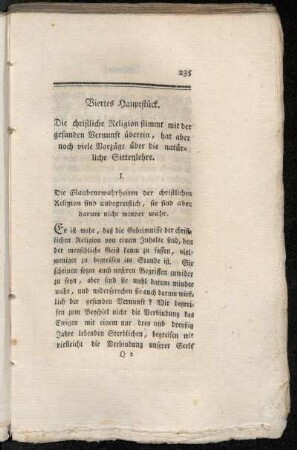 235
Viertes Hauptstück.
Die christliche Religion stimmt mit der
gesunden Vernunft überein, hat aber
noch viele Vorzüge über die natür-
liche Sittenlehre.
I.
Die Glaubenswahrheiten der christlichen
Religion sind unbegreiflich, sie sind aber
darum nicht minder wahr.
Es ist wahr, daß die Geheimnisse der christ-
lichen Religion von einem Inhalte sind, den
der menschliche Geist kaum zu fassen, viel-
weniger zu begreifen im Stande ist. Sie
scheinen sogar auch unseren Begriffen zuwider
zu seyn, aber sind sie wohl darum minder
wahr, und widersprechen sie auch darum wirk-
lich der gesunden Vernunft? Wir begrei-
fen zum Beyspiel nicht die Verbindung des
Ewigen mit einem nur drey und dreyßig
Jahre lebenden Sterblichen, begreifen wir
vielleicht die Verbindung unserer Seele
Q 2